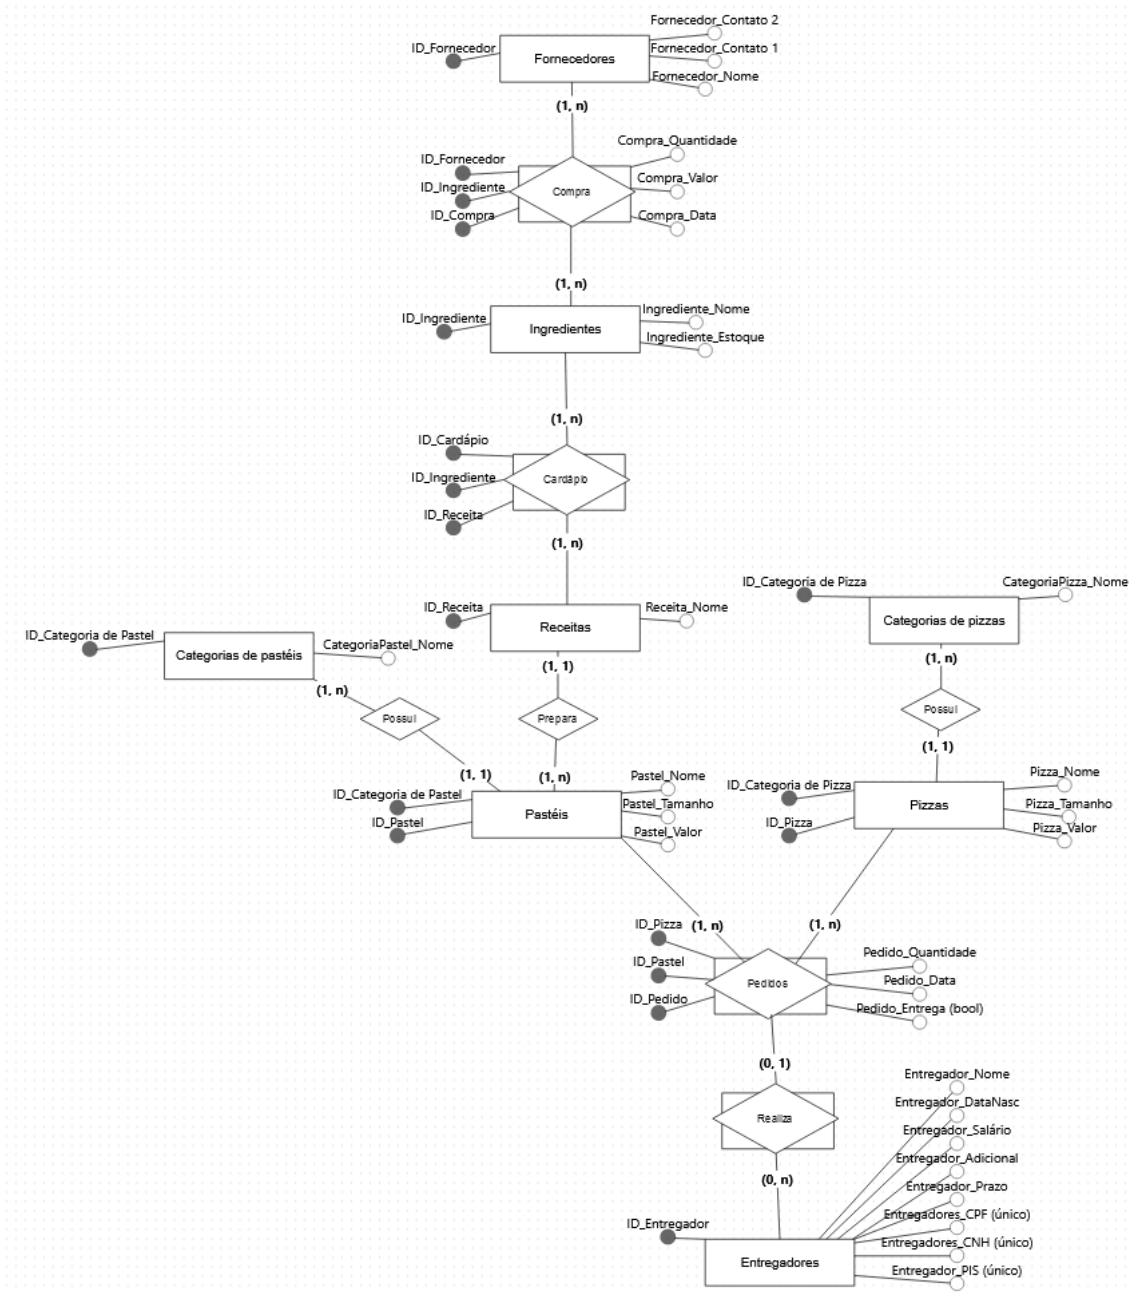 Fornecedor_Contato 2
ID_Fornecedor
Fornecedor_Contato 1
Fornecedores
Fornecedor_Nome
(1, n)
Compra_Quantidade
ID_Fornecedor
Compra_Valor
ID_Ingrediente
Compra
ID_Compra
Compra_Data
(1, n)
Ingrediente_Nome
ID_Ingrediente
Ingredientes
Ingrediente_Estoque
(1, n)
ID_Cardápio
ID_Ingrediente
Cardápio
ID_Receita
(1, n)
ID_Categoria de Pizza
CategoriaPizza_Nome
ID_Receita
Receita_Nome
Receitas
Categorias de pizzas
ID_Categoria de Pastel
CategoriaPastel_Nome
Categorias de pastéis
(1, n)
(1, 1)
(1, n)
Possui
Prepara
Possui
(1, 1)
(1, 1)
(1, n)
Pastel_Nome
Pizza_Nome
ID_Categoria de Pastel
Pastel_Tamanho
ID_Categoria de Pizza
Pizza_Tamanho
ID_Pastel
Pastéis
Pastel_Valor
ID_Pizza
Pizzas
Pizza_Valor
ID_Pizza
(1, n)
(1, n)
Pedido_Quantidade
ID_Pastel
Pedidos
Pedido_Data
ID_Pedido
Pedido_Entrega (bool)
(0, 1)
Entregador_Nome
Entregador_DataNasc
Realiza
Entregador_Salário
Entregador_Adicional
(0, n)
Entregador_Prazo
Entregadores_CPF (único)
ID_Entregador
Entregadores_CNH (único)
Entregadores
Entregador_PIS (único)